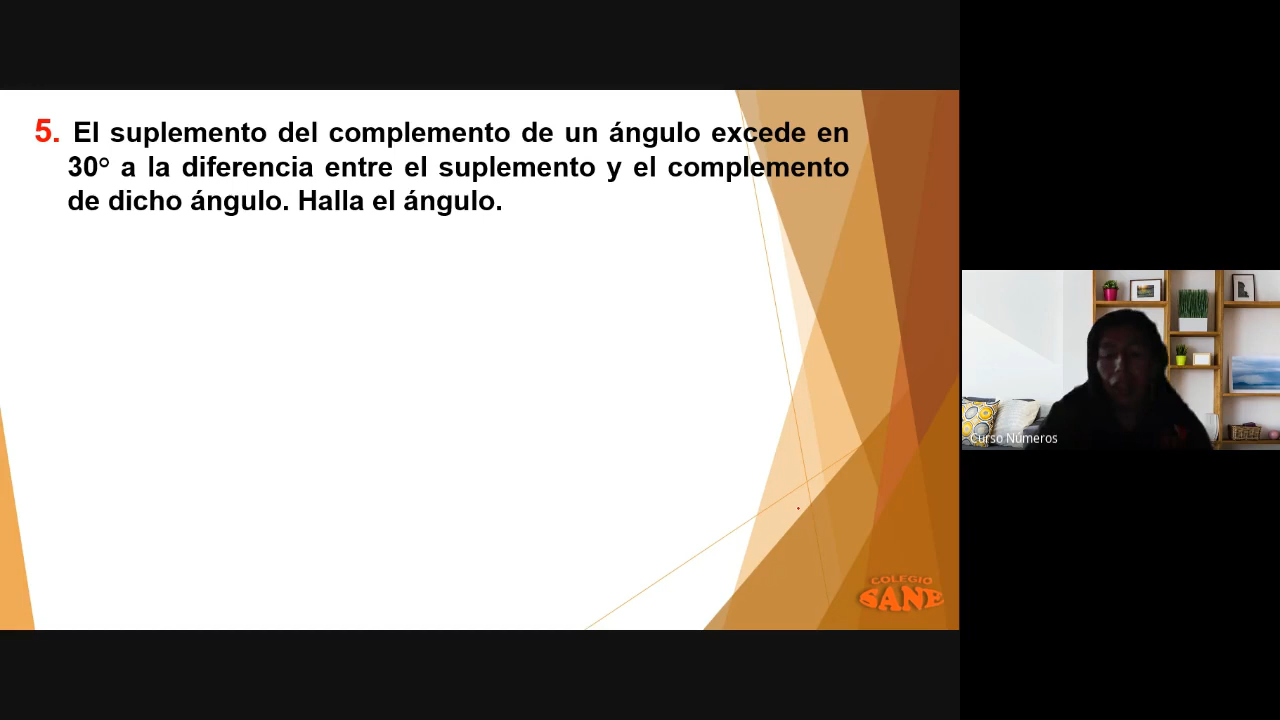 5. El suplemento del complemento de un ángulo excede en
30° a la diferencia entre el suplemento y el complemento
de dicho ángulo. Halla el ángulo.
Curso Números
COLEGIO
SANE